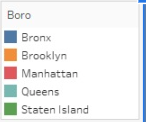 Boro
Bronx
Brooklyn
Manhattan
Queens
Staten Island